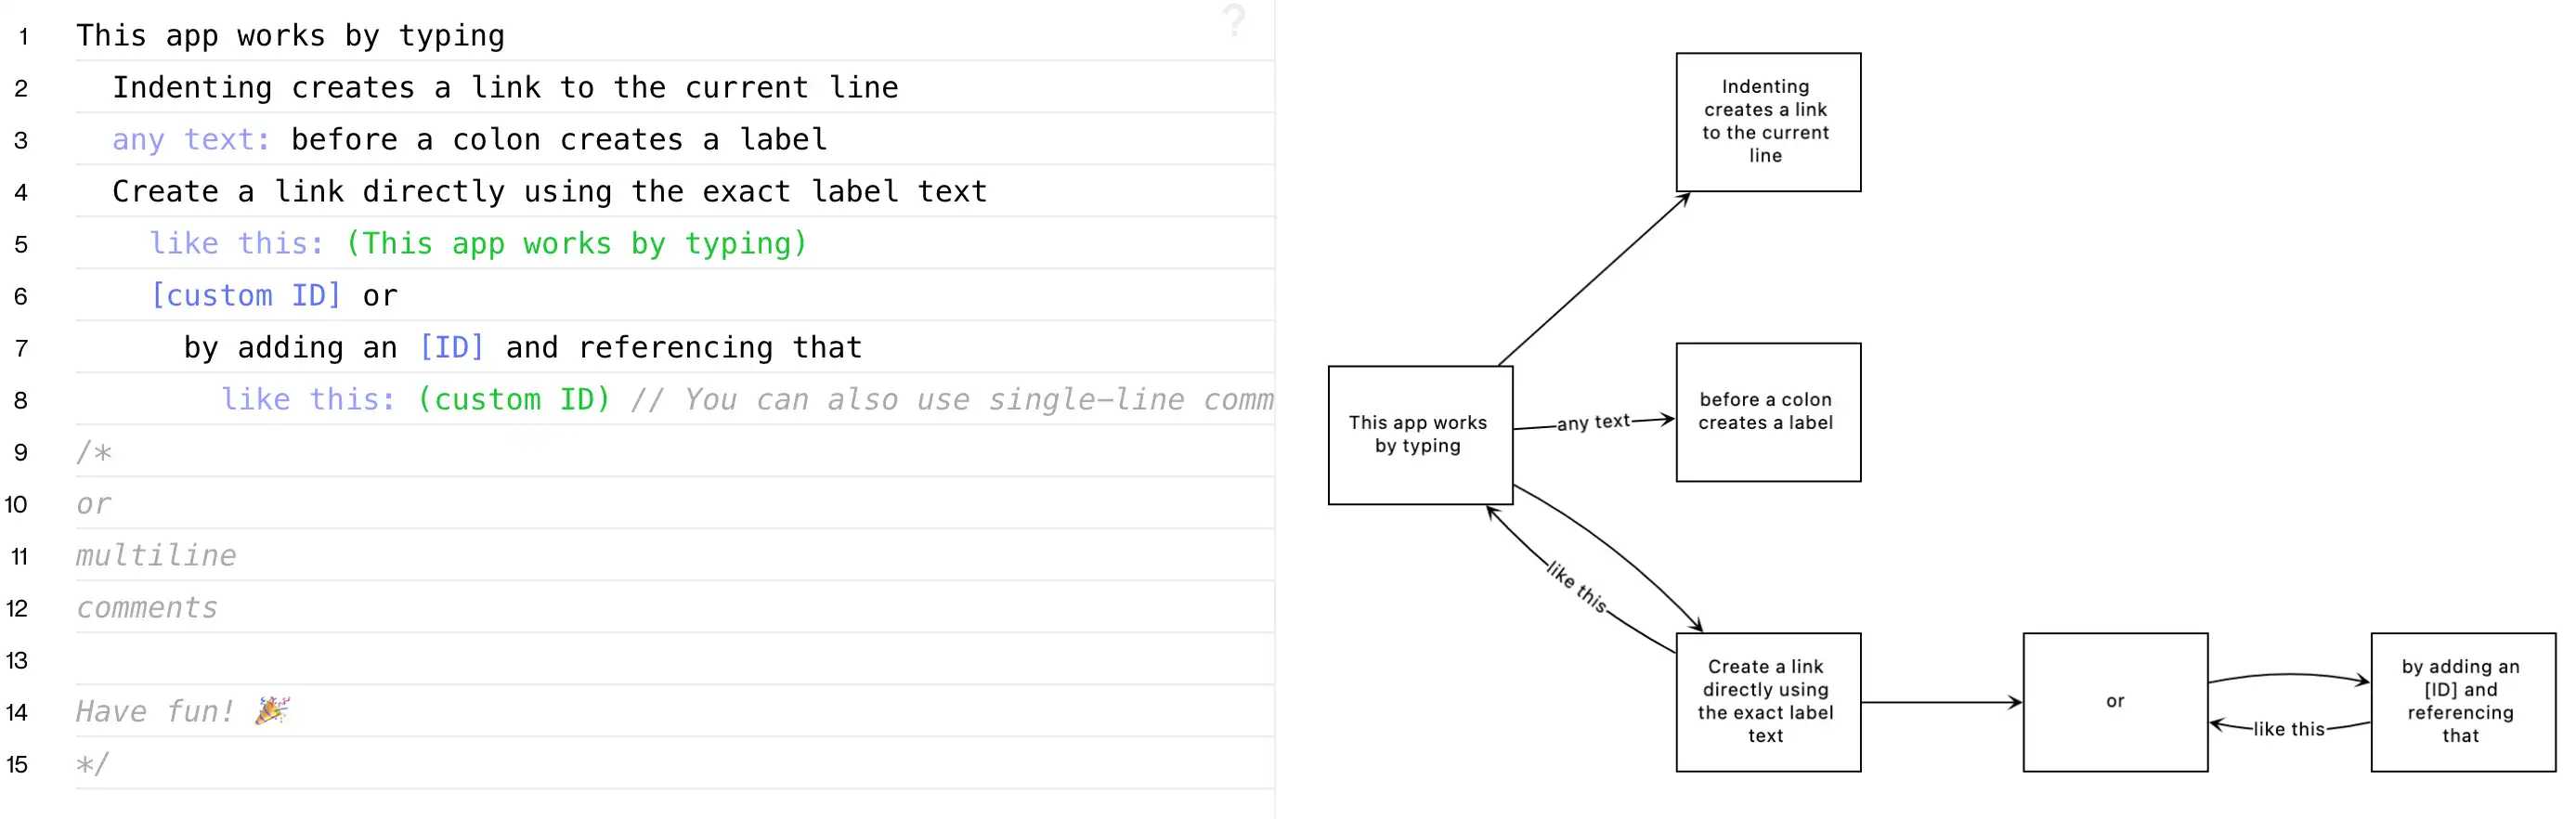 ?
1 This app works by typing
2 Indenting creates a link to the current line
3 any text: before a colon creates a label
4 Create a link directly using the exact label text
5 like this: (This app works by typing)
6 [custom ID] or
7 by adding an [ID] and referencing that
8 like this: (custom ID) // You can also use single-line comm
9 /*
10 or
11 multiline
12 comments
13
14 Have fun! 🎉
15 */
Indenting
creates a link
to the current
line
This app works
by typing
any text
before a colon
creates a label
like this
Create a link
directly using
the exact label
text
or
like this
by adding an
[ID] and
referencing
that